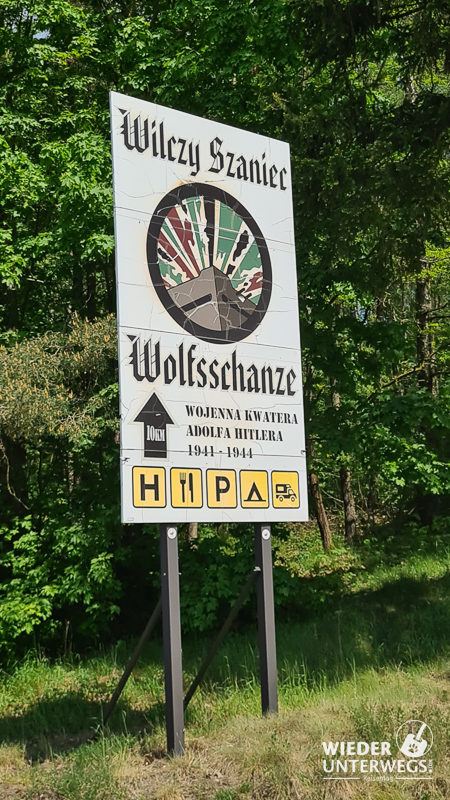 Wilczy Szaniec
Wolfsschanze
10KM
WOJENNA KWATERA
ADOLFA HITLERA
1941 - 1944
H P
WIEDER
UNTERWEGS